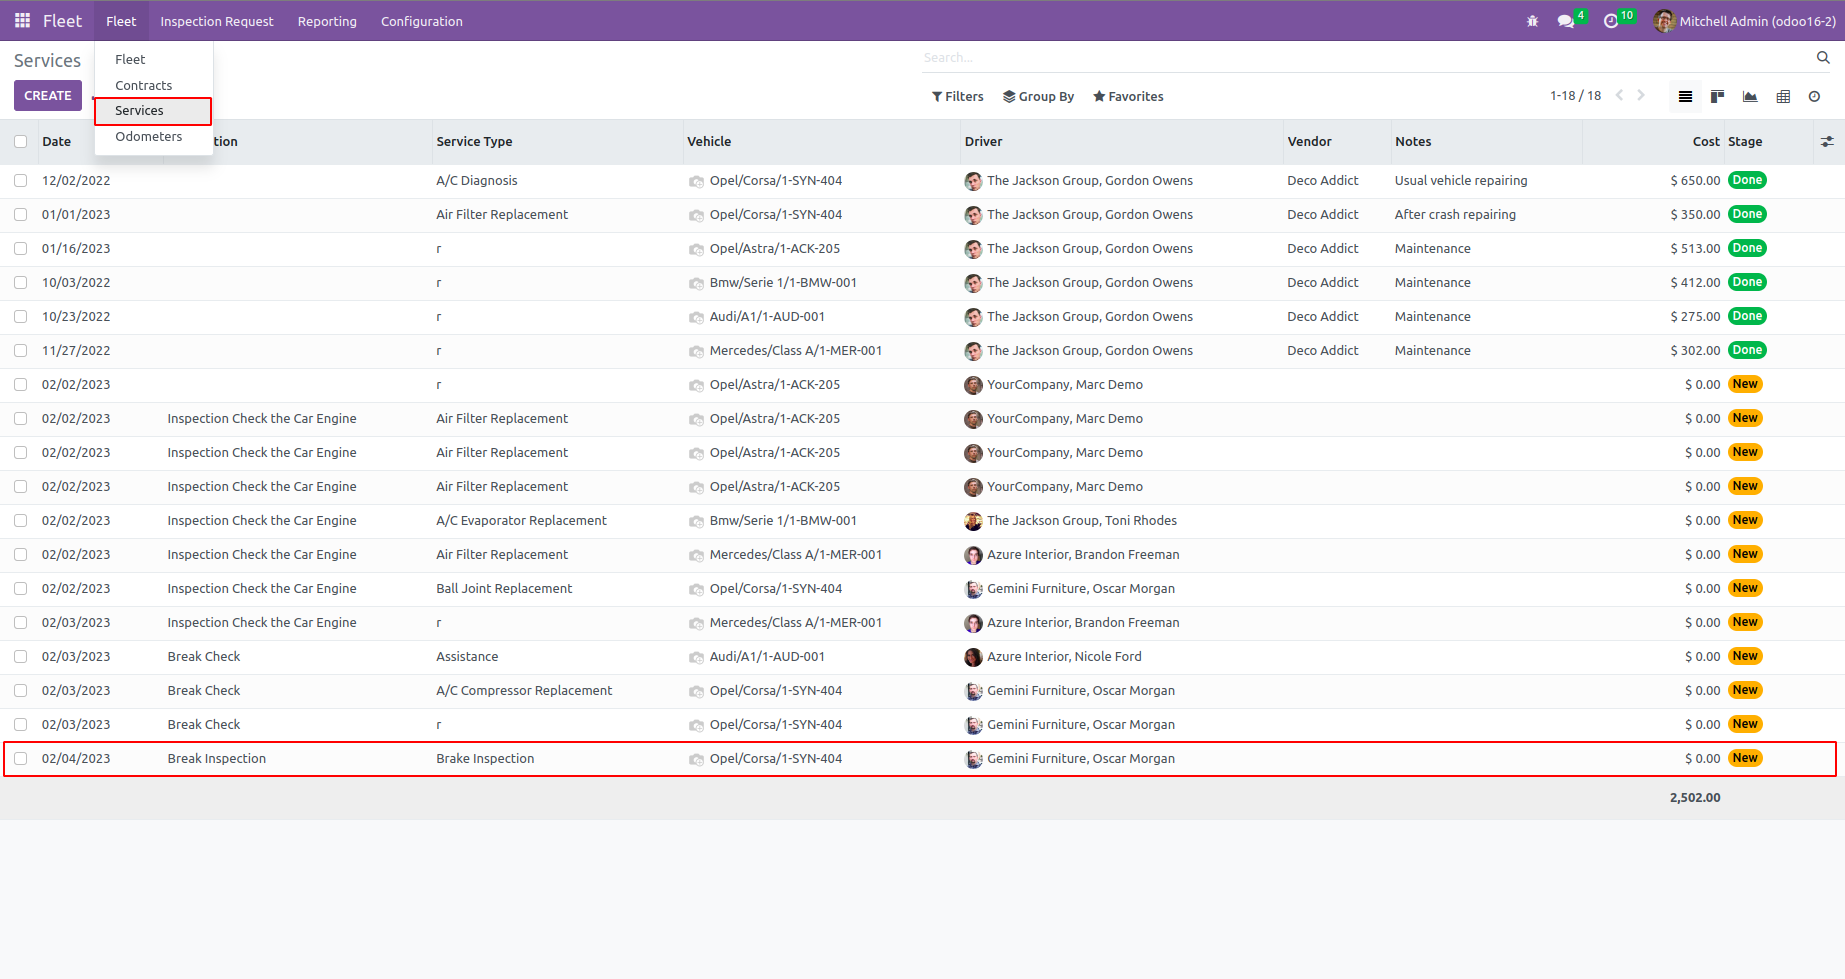 Fleet Fleet Inspection Request Reporting Configuration 4 10 Mitchell Admin (odoo16-2)
Services Fleet Search...
Contracts
CREATE Services Filters Group By Favorites 1-18 / 18
Odometers
Date tion Service Type Vehicle Driver Vendor Notes Cost Stage
12/02/2022 A/C Diagnosis Opel/Corsa/1-SYN-404 The Jackson Group, Gordon Owens Deco Addict Usual vehicle repairing $ 650.00 Done
01/01/2023 Air Filter Replacement Opel/Corsa/1-SYN-404 The Jackson Group, Gordon Owens Deco Addict After crash repairing $ 350.00 Done
01/16/2023 r Opel/Astra/1-ACK-205 The Jackson Group, Gordon Owens Deco Addict Maintenance $ 513.00 Done
10/03/2022 r Bmw/Serie 1/1-BMW-001 The Jackson Group, Gordon Owens Deco Addict Maintenance $ 412.00 Done
10/23/2022 r Audi/A1/1-AUD-001 The Jackson Group, Gordon Owens Deco Addict Maintenance $ 275.00 Done
11/27/2022 r Mercedes/Class A/1-MER-001 The Jackson Group, Gordon Owens Deco Addict Maintenance $ 302.00 Done
02/02/2023 r Opel/Astra/1-ACK-205 YourCompany, Marc Demo $ 0.00 New
02/02/2023 Inspection Check the Car Engine Air Filter Replacement Opel/Astra/1-ACK-205 YourCompany, Marc Demo $ 0.00 New
02/02/2023 Inspection Check the Car Engine Air Filter Replacement Opel/Astra/1-ACK-205 YourCompany, Marc Demo $ 0.00 New
02/02/2023 Inspection Check the Car Engine Air Filter Replacement Opel/Astra/1-ACK-205 YourCompany, Marc Demo $ 0.00 New
02/02/2023 Inspection Check the Car Engine A/C Evaporator Replacement Bmw/Serie 1/1-BMW-001 The Jackson Group, Toni Rhodes $ 0.00 New
02/02/2023 Inspection Check the Car Engine Air Filter Replacement Mercedes/Class A/1-MER-001 Azure Interior, Brandon Freeman $ 0.00 New
02/02/2023 Inspection Check the Car Engine Ball Joint Replacement Opel/Corsa/1-SYN-404 Gemini Furniture, Oscar Morgan $ 0.00 New
02/03/2023 Inspection Check the Car Engine r Mercedes/Class A/1-MER-001 Azure Interior, Brandon Freeman $ 0.00 New
02/03/2023 Break Check Assistance Audi/A1/1-AUD-001 Azure Interior, Nicole Ford $ 0.00 New
02/03/2023 Break Check A/C Compressor Replacement Opel/Corsa/1-SYN-404 Gemini Furniture, Oscar Morgan $ 0.00 New
02/03/2023 Break Check r Opel/Corsa/1-SYN-404 Gemini Furniture, Oscar Morgan $ 0.00 New
02/04/2023 Break Inspection Brake Inspection Opel/Corsa/1-SYN-404 Gemini Furniture, Oscar Morgan $ 0.00 New
2,502.00